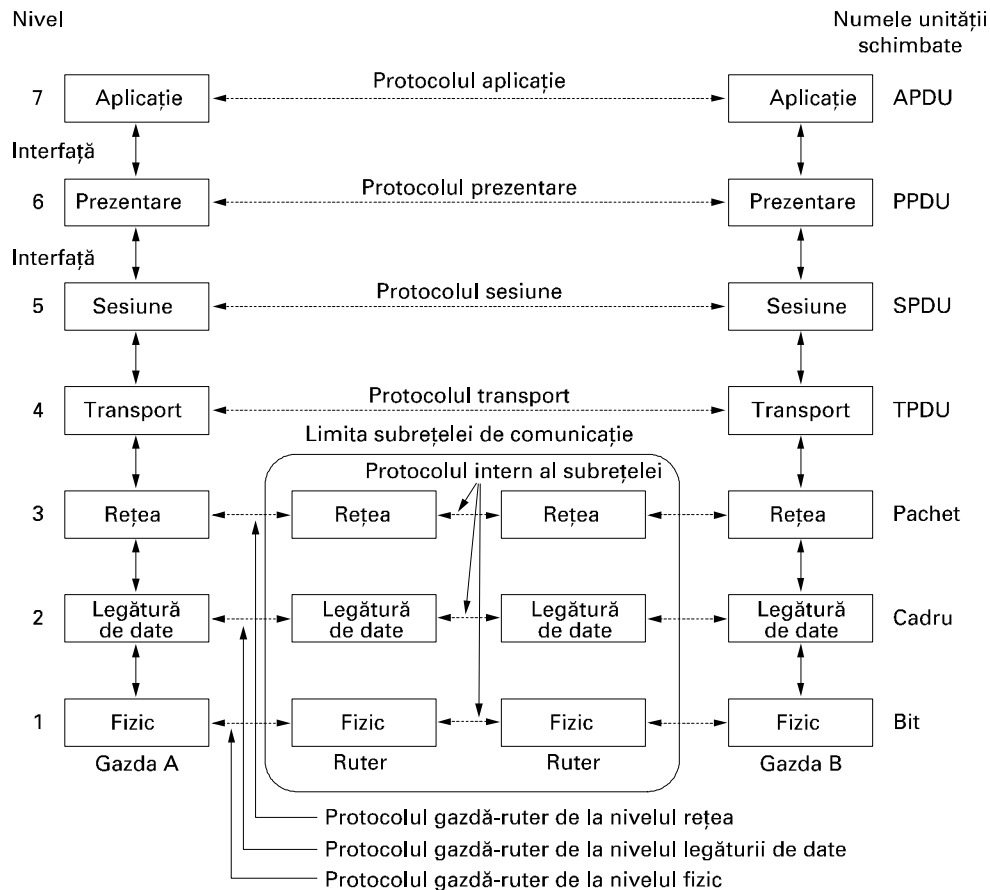 Nivel
Numele unității
schimbate
7 Aplicație Protocolul aplicație Aplicație APDU
Interfață
6 Prezentare Protocolul prezentare Prezentare PPDU
Interfață
5 Sesiune Protocolul sesiune Sesiune SPDU
4 Transport Protocolul transport Transport TPDU
Limita subrețelei de comunicație
Protocolul intern al subrețelei
3 Rețea Rețea Rețea Rețea Pachet
2 Legătură de date Legătură de date Legătură de date Legătură de date Cadru
1 Fizic Fizic Fizic Fizic Bit
Gazda A Ruter Ruter Gazda B
Protocolul gazdă-ruter de la nivelul rețea
Protocolul gazdă-ruter de la nivelul legăturii de date
Protocolul gazdă-ruter de la nivelul fizic